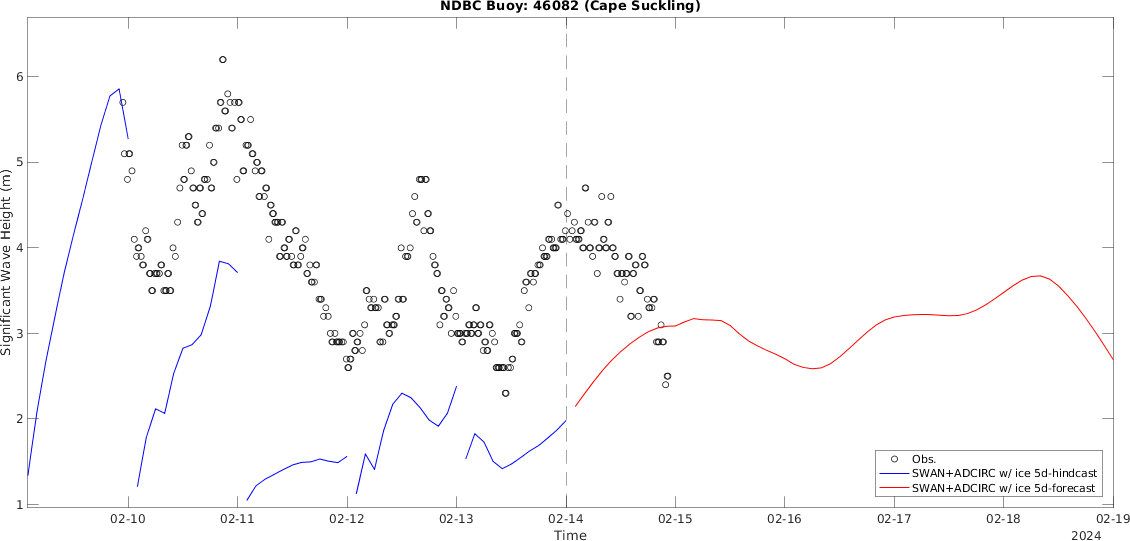 NDBC Buoy: 46082 (Cape Suckling)
Significant Wave Height (m)
6
5
4
3
2
1
Obs.
SWAN+ADCIRC w/ ice 5d-hindcast
SWAN+ADCIRC w/ ice 5d-forecast
02-10 02-11 02-12 02-13 02-14 02-15 02-16 02-17 02-18 02-19
Time
2024